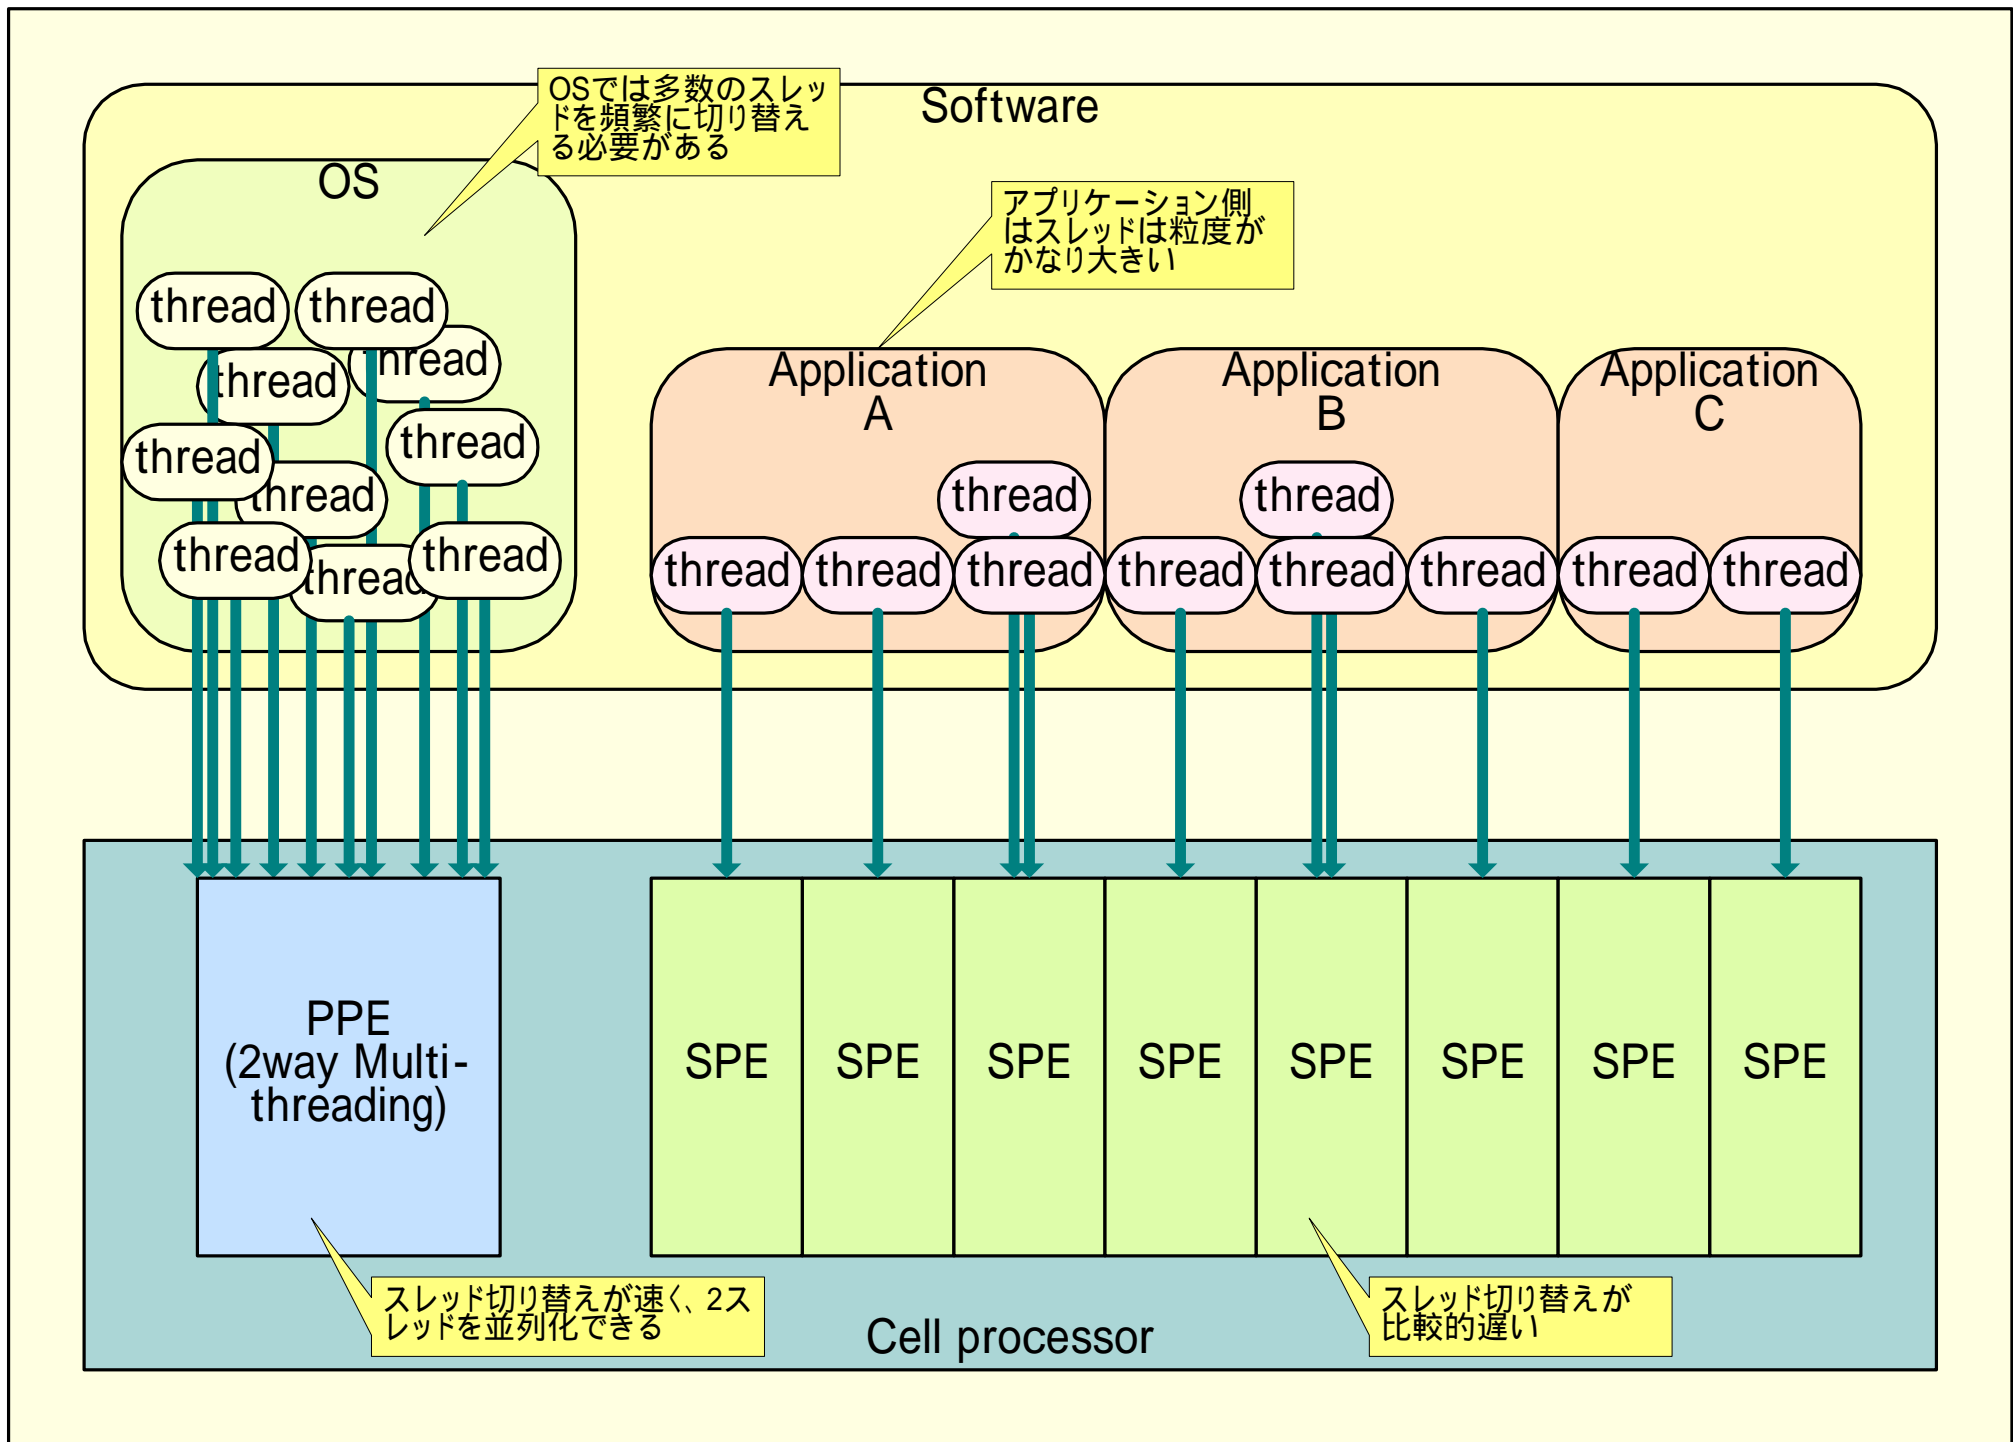 OSでは多数のスレッ
ドを頻繁に切り替え
る必要がある
Software
OS
アプリケーション側
はスレッドは粒度が
かなり大きい
thread
thread
thread
thread
thread
thread
thread
thread
thread
thread
Application
A
Application
B
Application
C
thread
thread
thread
thread
thread
thread
thread
thread
thread
thread
PPE
(2way Multi-
threading)
SPE
SPE
SPE
SPE
SPE
SPE
SPE
SPE
スレッド切り替えが速く、2ス
レッドを並列化できる
スレッド切り替えが
比較的遅い
Cell processor